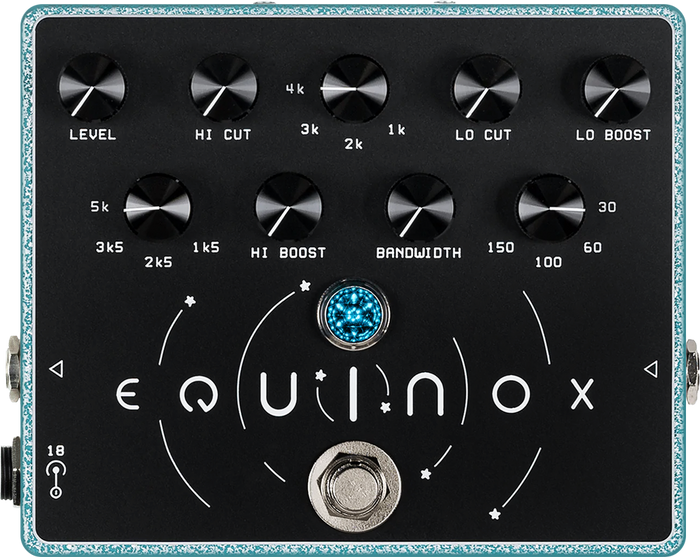 4k
3k
2k
1k
LEVEL HI CUT LO CUT LO BOOST
5k
3k5
2k5
1k5
HI BOOST BANDWIDTH
150
100
60
30
EQUINOX
18